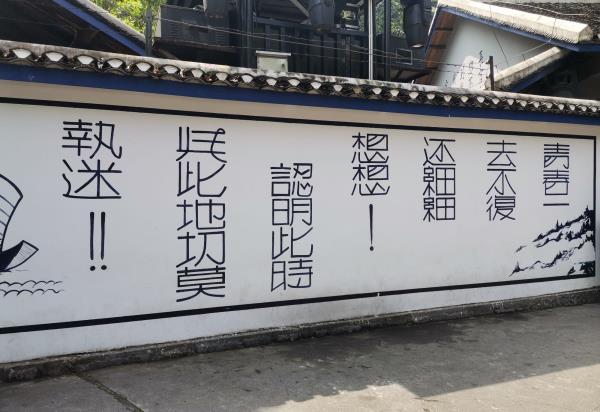 青春一
去不復
还細細
想想！
認明此時
此地切莫
執迷！！